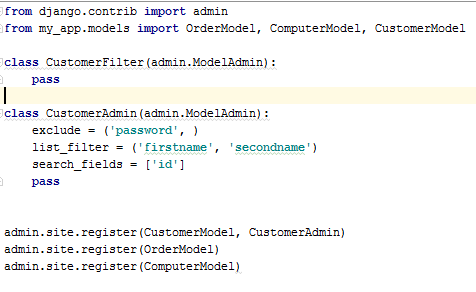 from django.contrib import admin
from my_app.models import OrderModel, ComputerModel, CustomerModel
class CustomerFilter(admin.ModelAdmin):
    pass
class CustomerAdmin(admin.ModelAdmin):
    exclude = ('password', )
    list_filter = ('firstname', 'secondname')
    search_fields = ['id']
    pass
admin.site.register(CustomerModel, CustomerAdmin)
admin.site.register(OrderModel)
admin.site.register(ComputerModel)